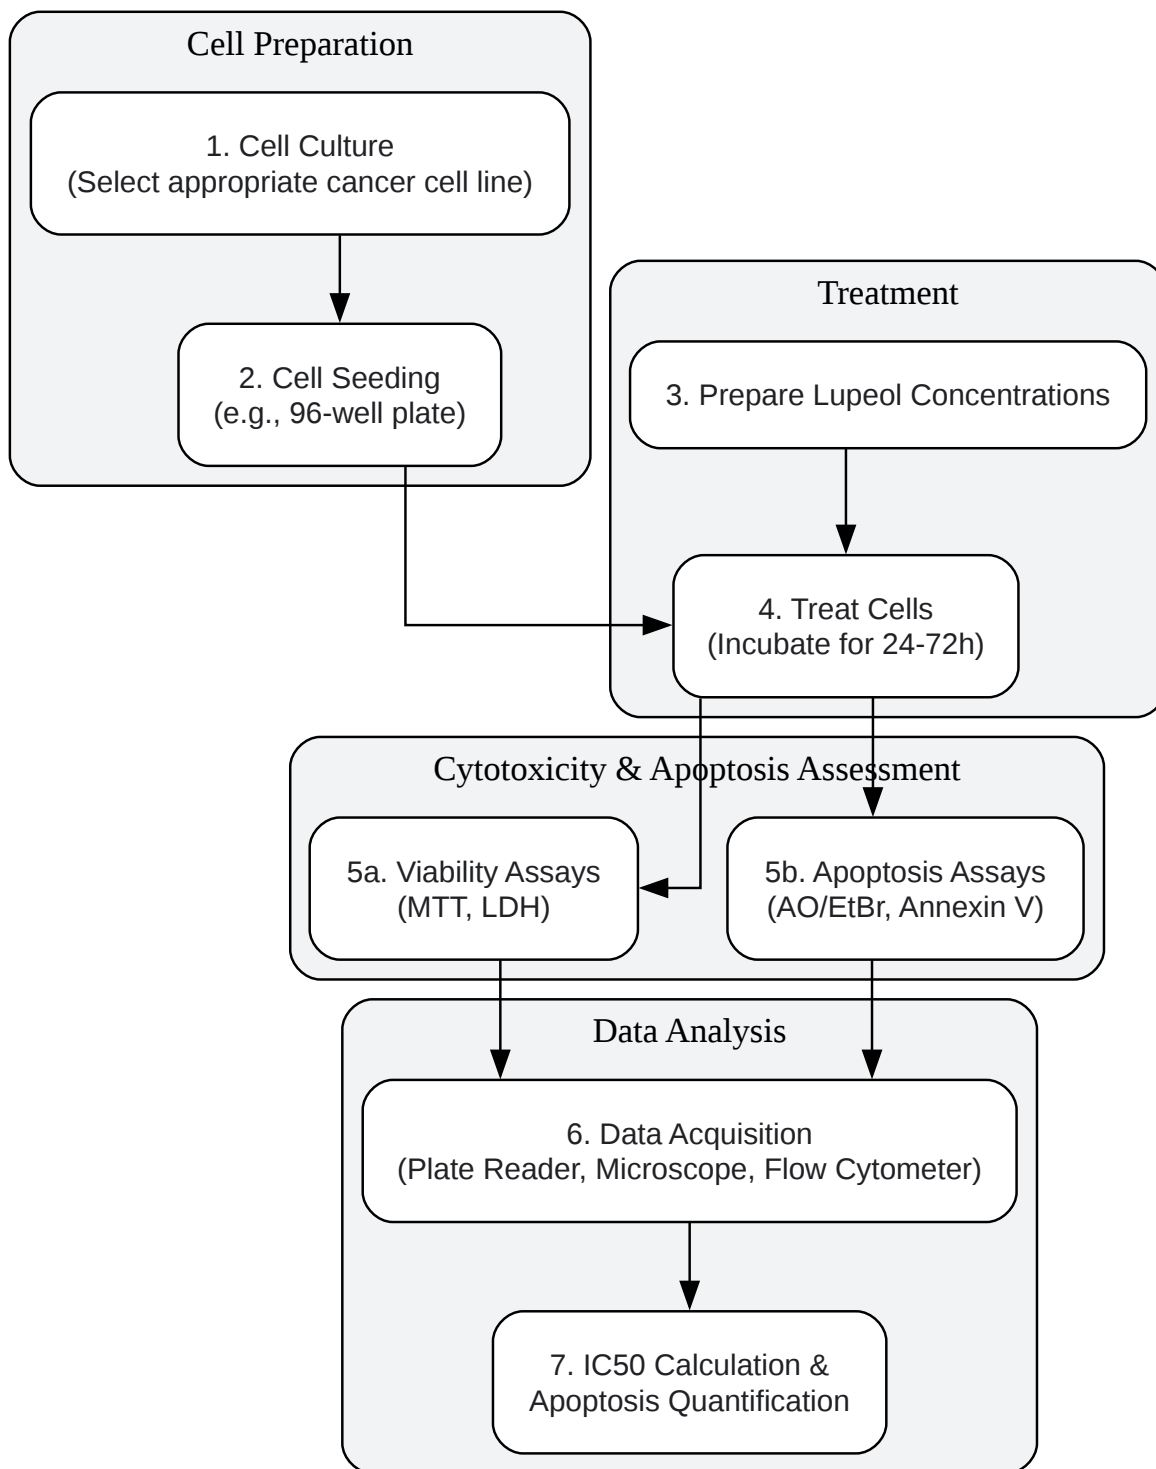 Cell Preparation
1. Cell Culture
(Select appropriate cancer cell line)
2. Cell Seeding
(e.g., 96-well plate)
Treatment
3. Prepare Lupeol Concentrations
4. Treat Cells
(Incubate for 24-72h)
Cytotoxicity & Apoptosis Assessment
5a. Viability Assays
(MTT, LDH)
5b. Apoptosis Assays
(AO/EtBr, Annexin V)
Data Analysis
6. Data Acquisition
(Plate Reader, Microscope, Flow Cytometer)
7. IC50 Calculation &
Apoptosis Quantification